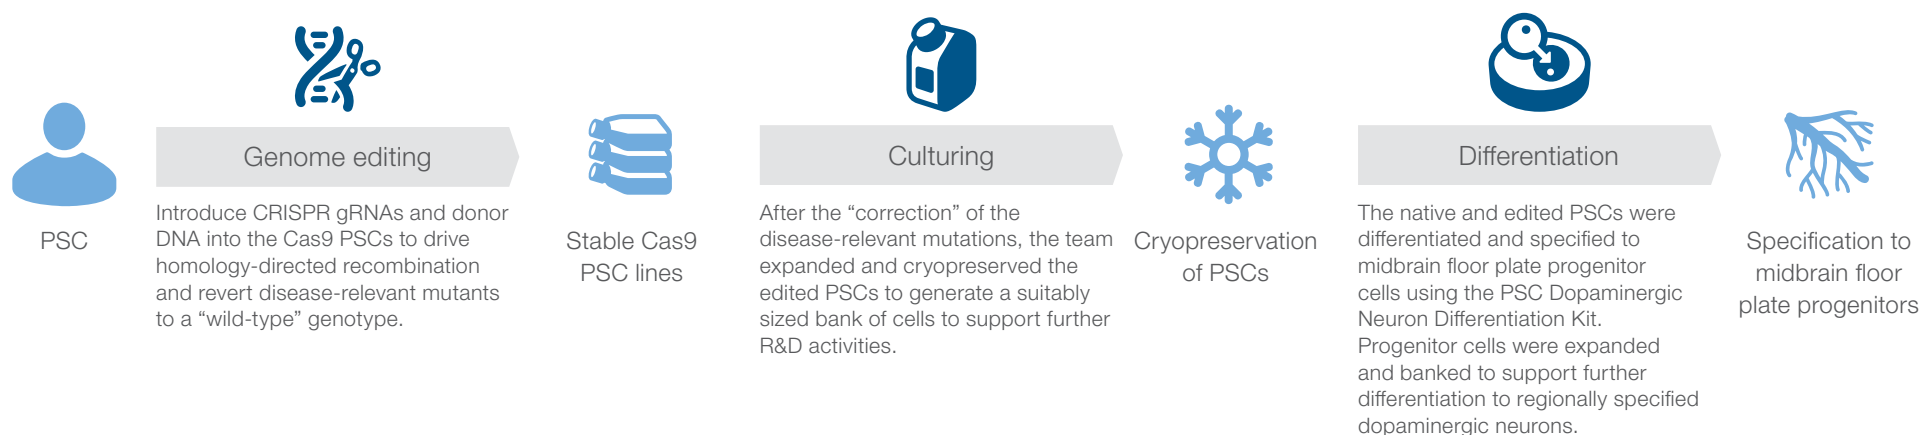 PSC
Genome editing
Introduce CRISPR gRNAs and donor
DNA into the Cas9 PSCs to drive
homology-directed recombination
and revert disease-relevant mutants
to a “wild-type” genotype.
Stable Cas9
PSC lines
Culturing
After the “correction” of the
disease-relevant mutations, the team
expanded and cryopreserved the
edited PSCs to generate a suitably
sized bank of cells to support further
R&D activities.
Cryopreservation
of PSCs
Differentiation
The native and edited PSCs were
differentiated and specified to
midbrain floor plate progenitor
cells using the PSC Dopaminergic
Neuron Differentiation Kit.
Progenitor cells were expanded
and banked to support further
differentiation to regionally specified
dopaminergic neurons.
Specification to
midbrain floor
plate progenitors